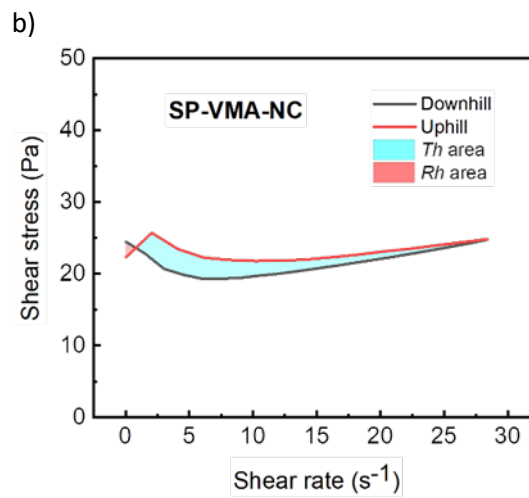 b)
50
40
30
20
10
0
Shear stress (Pa)
SP-VMA-NC
Downhill
Uphill
Th area
Rh area
0 5 10 15 20 25 30
Shear rate (s-1)